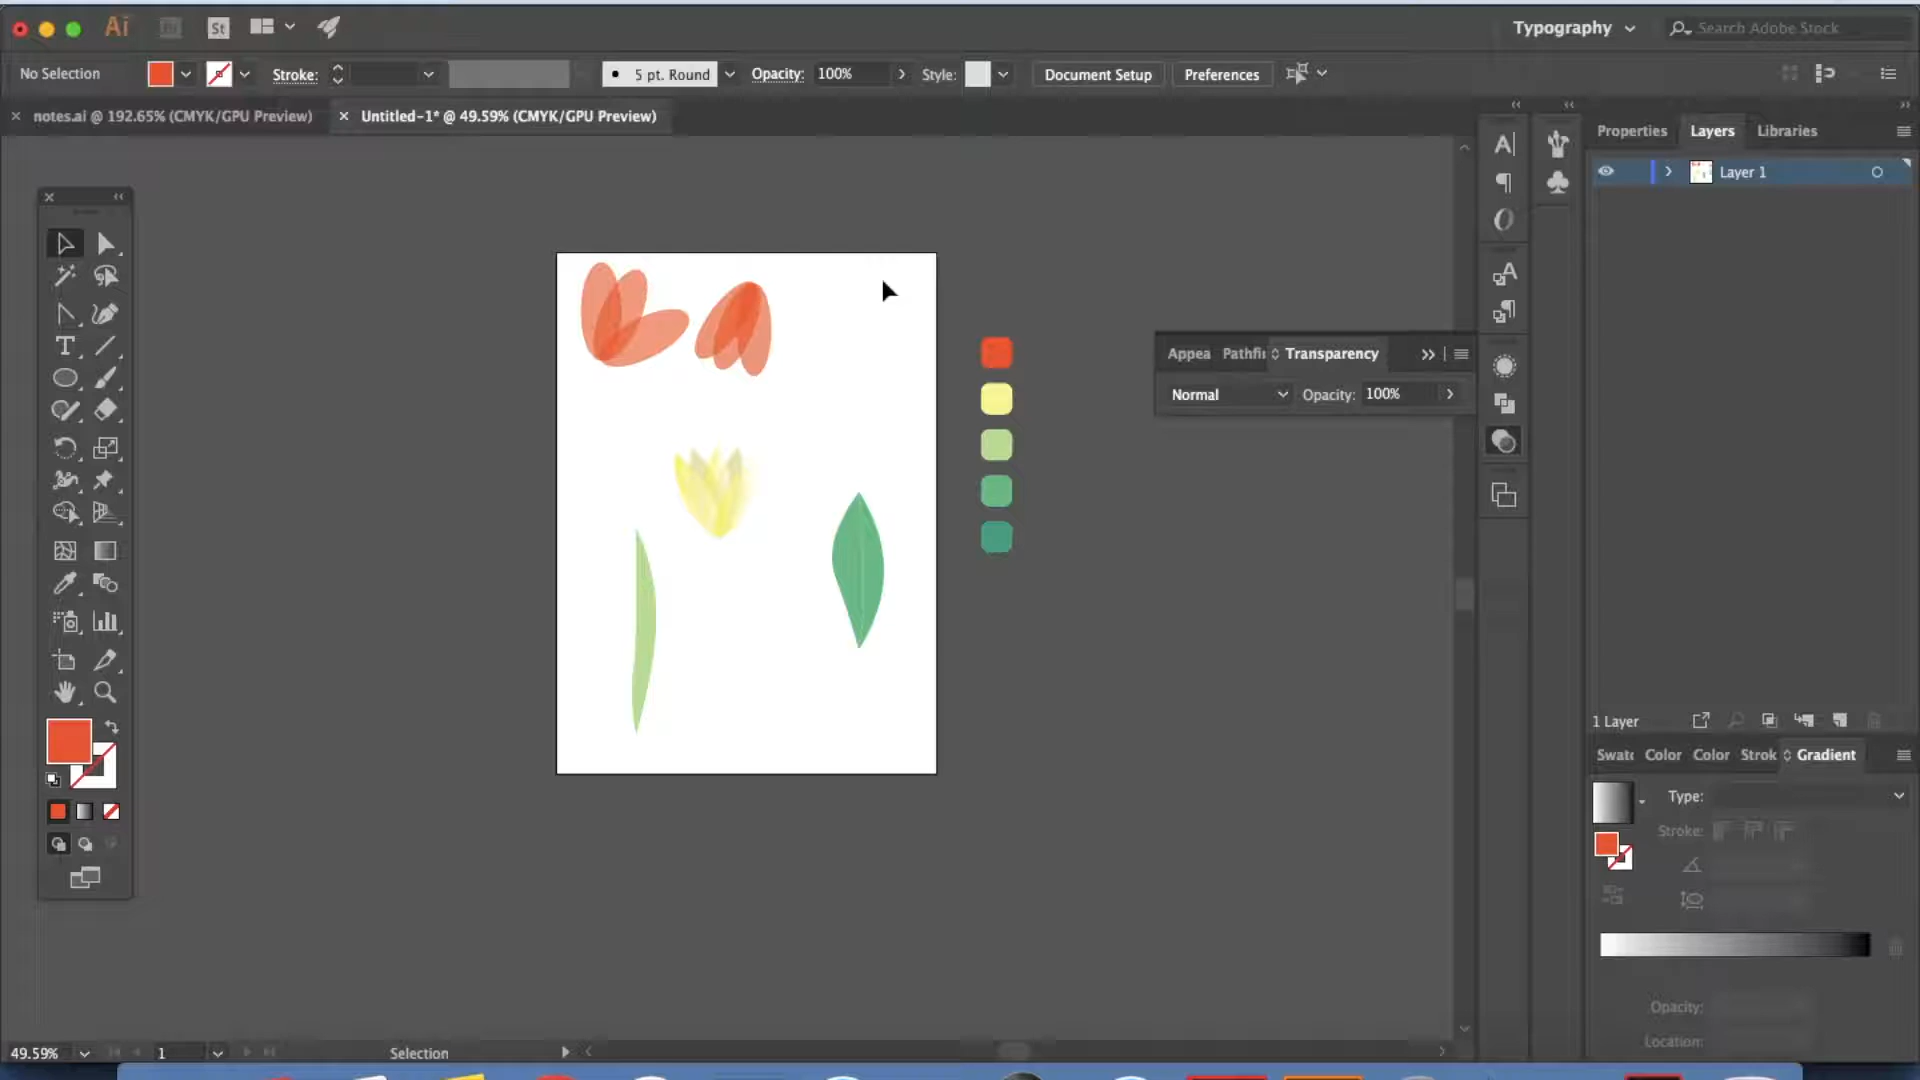 Ai St Typography Search Adobe Stock
No Selection Stroke: 5 pt. Round Opacity: 100% Style: Document Setup Preferences
notes.ai @ 192.65% (CMYK/GPU Preview) Untitled-1* @ 49.59% (CMYK/GPU Preview)
Properties Layers Libraries
Layer 1
Appea Pathfi Transparency
Normal Opacity: 100%
1 Layer
Swatc Color Color Strok Gradient
Type:
Stroke:
Opacity:
Location:
49.59% 1 Selection